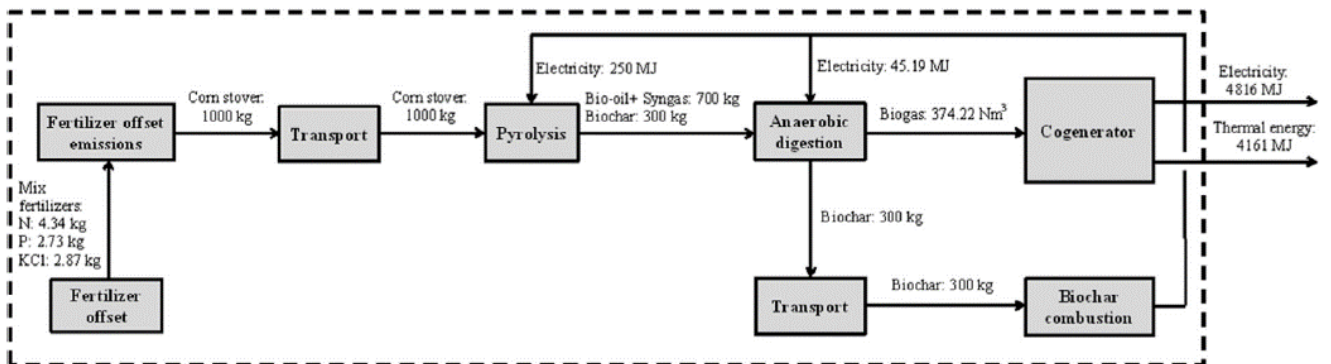 Electricity: 250 MJ
Electricity: 45.19 MJ
Electricity:
4816 MJ
Corn stover:
1000 kg
Corn stover:
1000 kg
Bio-oil+ Syngas: 700 kg
Biochar: 300 kg
Biogas: 374.22 Nm³
Thermal energy:
4161 MJ
Fertilizer offset
emissions
Transport
Pyrolysis
Anaerobic
digestion
Cogenerator
Mix
fertilizers:
N: 4.34 kg
P: 2.73 kg
KCl: 2.87 kg
Biochar: 300 kg
Fertilizer
offset
Transport
Biochar: 300 kg
Biochar
combustion